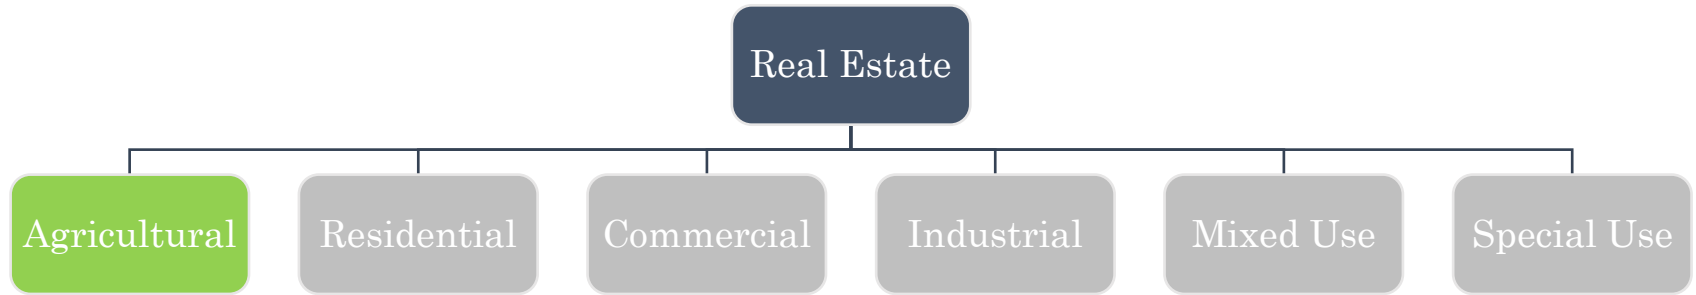 Real Estate
Agricultural
Residential
Commercial
Industrial
Mixed Use
Special Use